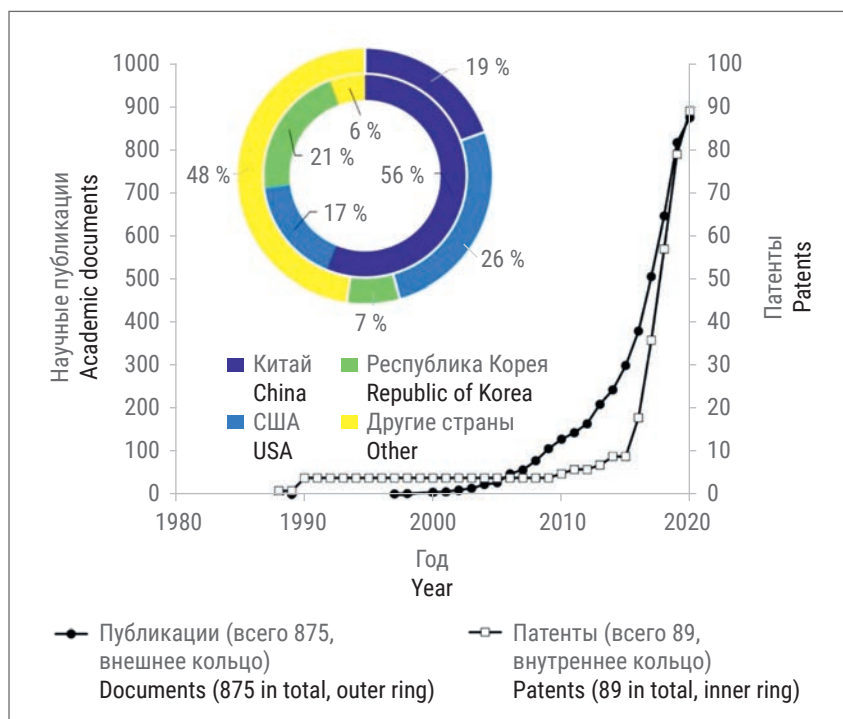 1000
900
800
700
600
500
400
300
200
100
0
Научные публикации
Academic documents
19 %
6 %
21 %
56 %
48 %
17 %
26 %
7 %
Китай
China
Республика Корея
Republic of Korea
США
USA
Другие страны
Other
100
90
80
70
60
50
40
30
20
10
0
Патенты
Patents
1980
1990
2000
2010
2020
Год
Year
Публикации (всего 875,
внешнее кольцо)
Documents (875 in total, outer ring)
Патенты (всего 89,
внутреннее кольцо)
Patents (89 in total, inner ring)